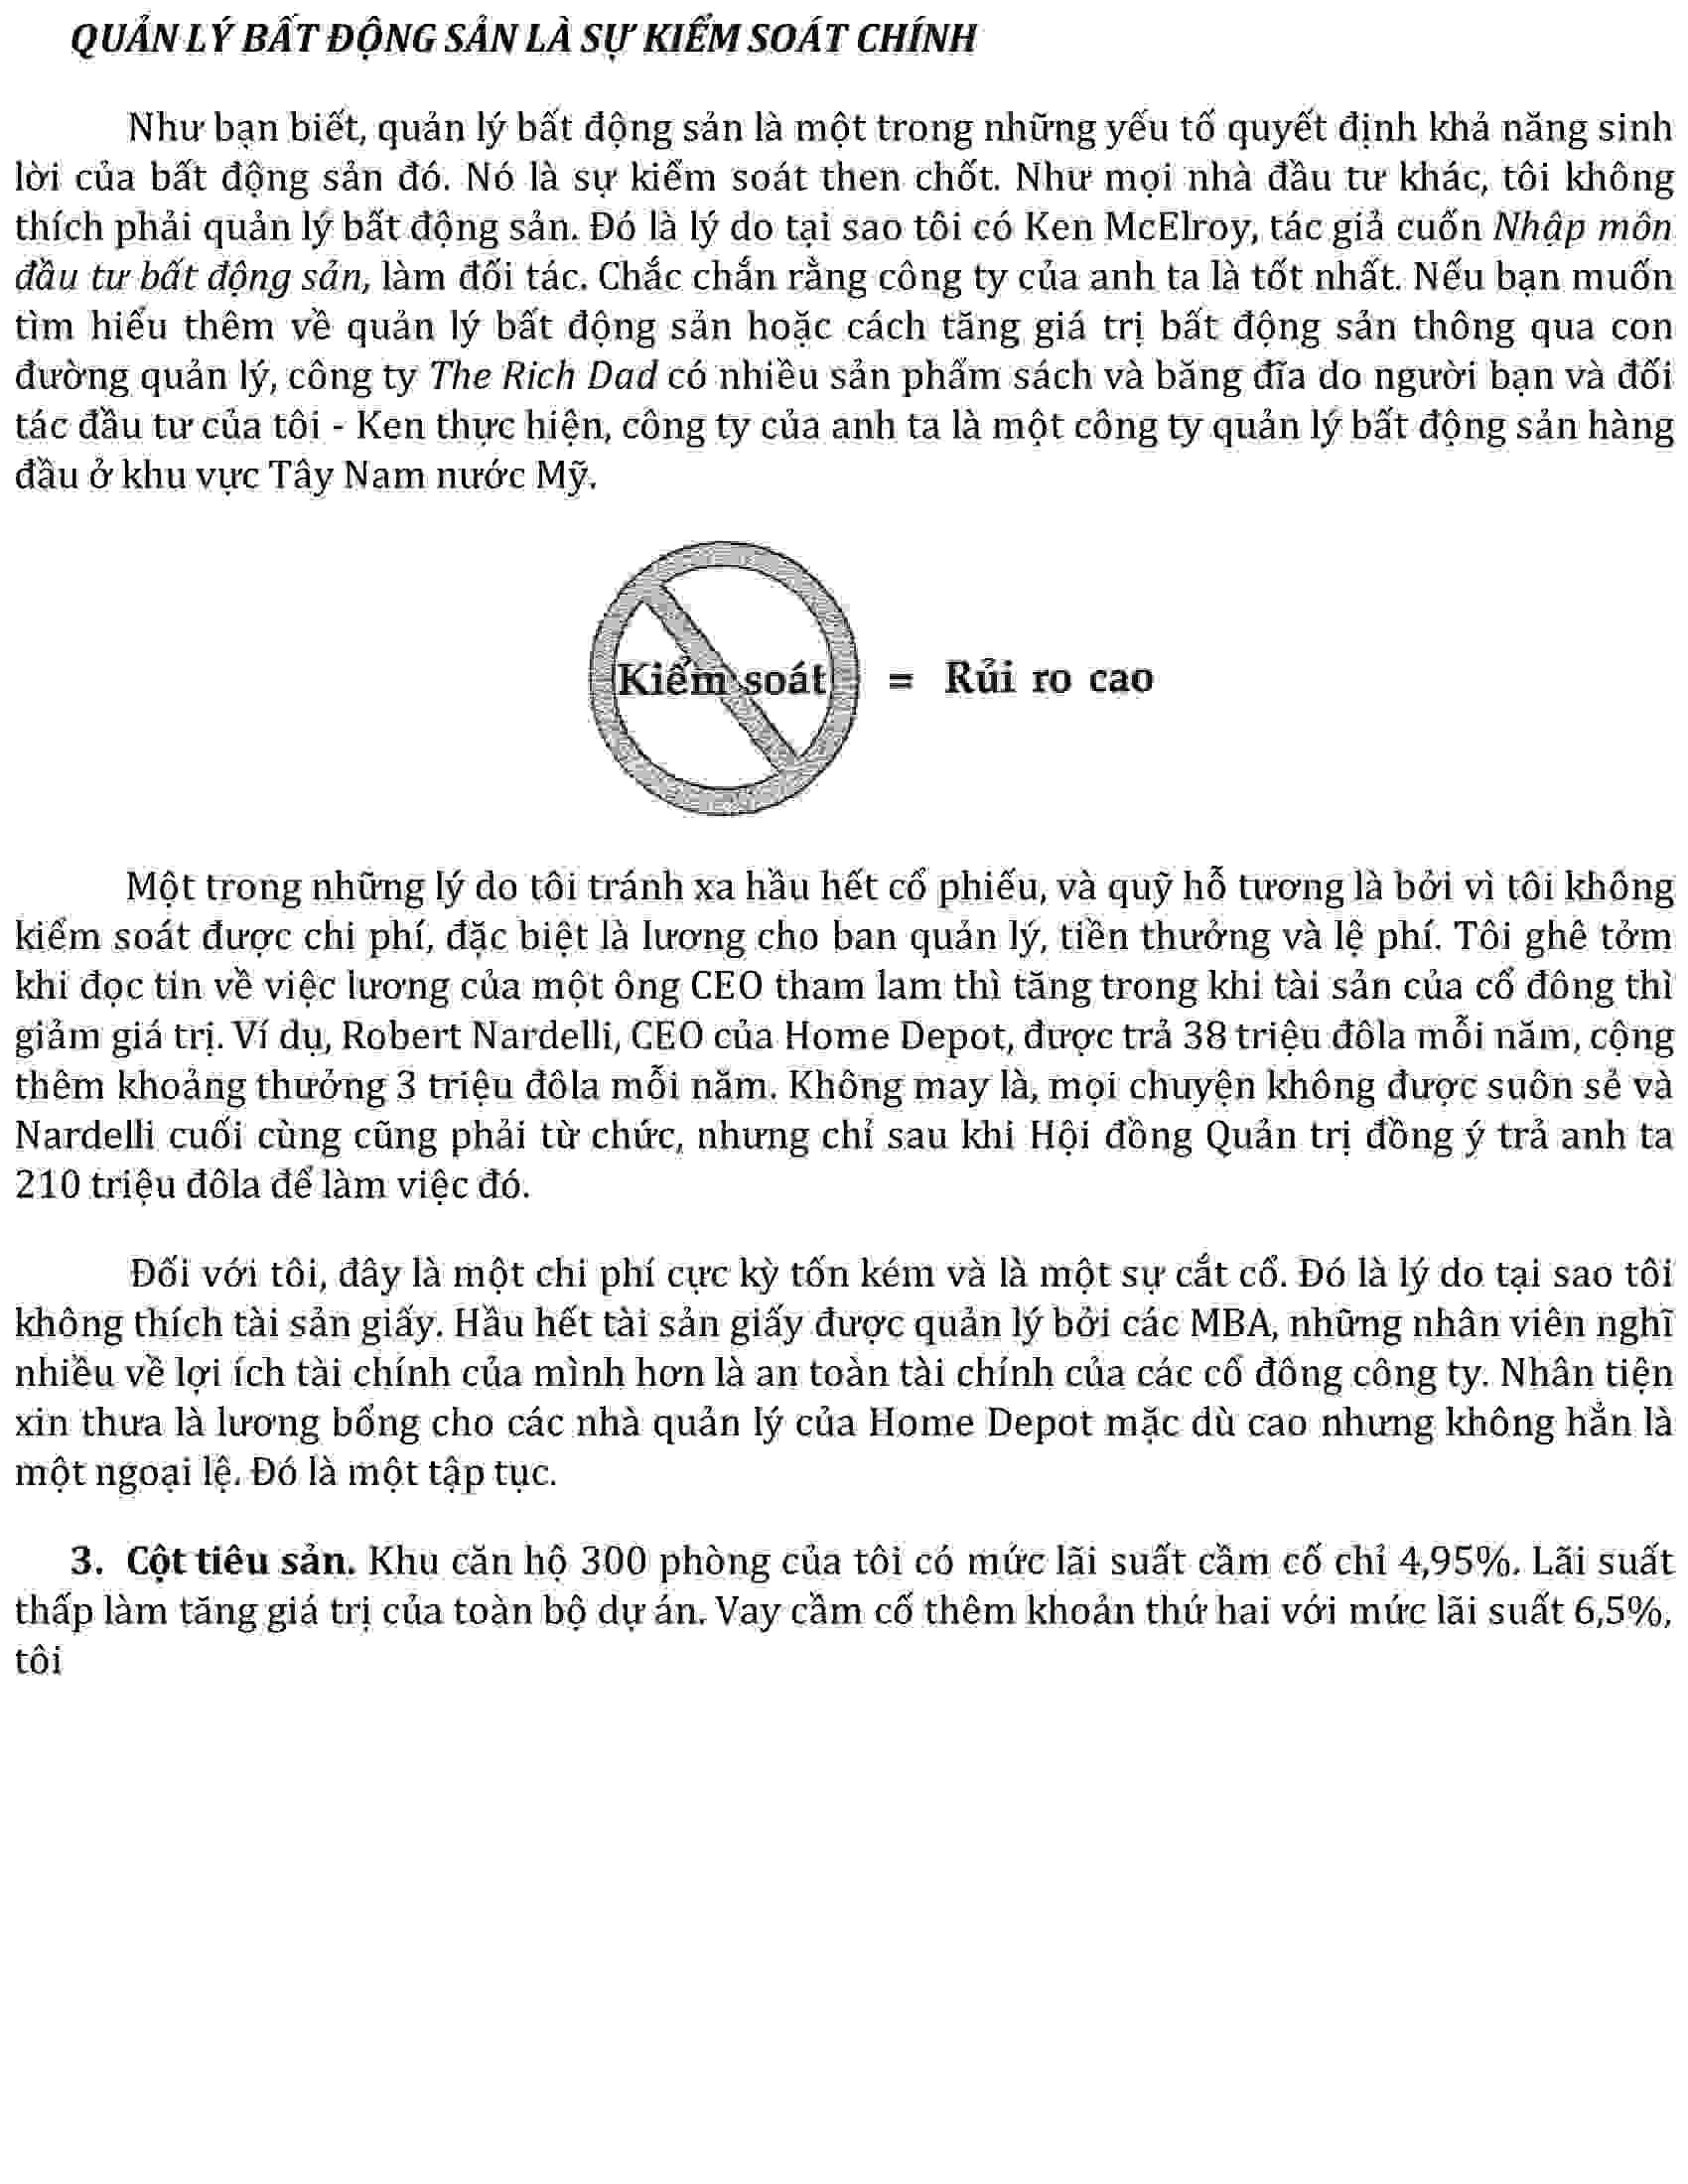 QUẢN LÝ BẤT ĐỘNG SẢN LÀ SỰ KIỂM SOÁT CHÍNH
Như bạn biết, quản lý bất động sản là một trong những yếu tố quyết định khả năng sinh
lời của bất động sản đó. Nó là sự kiểm soát then chốt. Như mọi nhà đầu tư khác, tôi không
thích phải quản lý bất động sản. Đó là lý do tại sao tôi có Ken McElroy, tác giả cuốn Nhập môn
đầu tư bất động sản, làm đối tác. Chắc chắn rằng công ty của anh ta là tốt nhất. Nếu bạn muốn
tìm hiểu thêm về quản lý bất động sản hoặc cách tăng giá trị bất động sản thông qua con
đường quản lý, công ty The Rich Dad có nhiều sản phẩm sách và băng đĩa do người bạn và đối
tác đầu tư của tôi - Ken thực hiện, công ty của anh ta là một công ty quản lý bất động sản hàng
đầu ở khu vực Tây Nam nước Mỹ.
Kiểm soát = Rủi ro cao
Một trong những lý do tôi tránh xa hầu hết cổ phiếu, và quỹ hỗ tương là bởi vì tôi không
kiểm soát được chi phí, đặc biệt là lương cho ban quản lý, tiền thưởng và lệ phí. Tôi ghê tởm
khi đọc tin về việc lương của một ông CEO tham lam thì tăng trong khi tài sản của cổ đông thì
giảm giá trị. Ví dụ, Robert Nardelli, CEO của Home Depot, được trả 38 triệu đôla mỗi năm, cộng
thêm khoảng thưởng 3 triệu đôla mỗi năm. Không may là, mọi chuyện không được suôn sẻ và
Nardelli cuối cùng cũng phải từ chức, nhưng chỉ sau khi Hội đồng Quản trị đồng ý trả anh ta
210 triệu đôla để làm việc đó.
Đối với tôi, đây là một chi phí cực kỳ tốn kém và là một sự cắt cổ. Đó là lý do tại sao tôi
không thích tài sản giấy. Hầu hết tài sản giấy được quản lý bởi các MBA, những nhân viên nghĩ
nhiều về lợi ích tài chính của mình hơn là an toàn tài chính của các cổ đông công ty. Nhân tiện
xin thưa là lương bổng cho các nhà quản lý của Home Depot mặc dù cao nhưng không hẳn là
một ngoại lệ. Đó là một tập tục.
3. Cột tiêu sản. Khu căn hộ 300 phòng của tôi có mức lãi suất cầm cố chỉ 4,95%. Lãi suất
thấp làm tăng giá trị của toàn bộ dự án. Vay cầm cố thêm khoản thứ hai với mức lãi suất 6,5%,
tôi